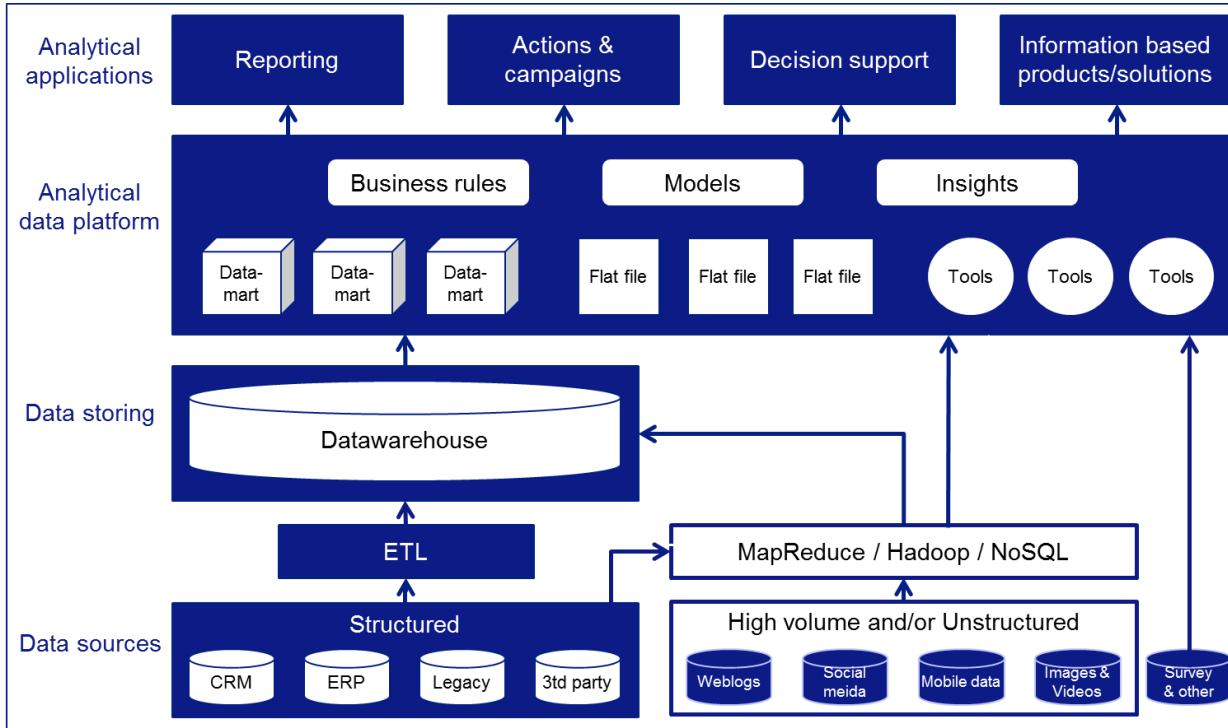 Analytical
applications
Reporting
Actions &
campaigns
Decision support
Information based
products/solutions
Analytical
data platform
Business rules
Models
Insights
Data-
mart
Data-
mart
Data-
mart
Flat file
Flat file
Flat file
Tools
Tools
Tools
Data storing
Datawarehouse
ETL
MapReduce / Hadoop / NoSQL
Data sources
Structured
CRM
ERP
Legacy
3td party
High volume and/or Unstructured
Weblogs
Social
meida
Mobile data
Images &
Videos
Survey
& other